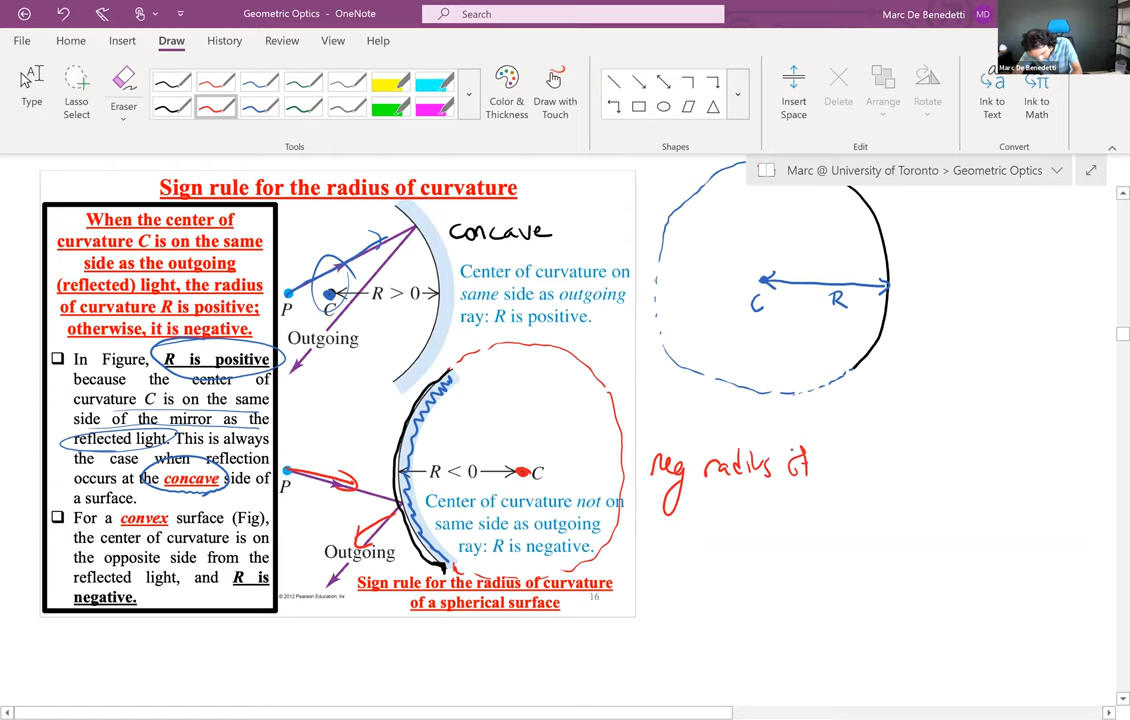 Geometric Optics - OneNote
Search
Marc De Benedetti
MD
File
Home
Insert
Draw
History
Review
View
Help
Marc De Benedetti
Type
Lasso
Select
Eraser
Color &
Thickness
Draw with
Touch
Insert
Space
Delete
Arrange
Rotate
Ink to
Text
Ink to
Math
Tools
Shapes
Edit
Convert
Marc @ University of Toronto > Geometric Optics
Sign rule for the radius of curvature
When the center of
curvature C is on the same
side as the outgoing
(reflected) light, the radius
of curvature R is positive;
otherwise, it is negative.
In Figure, R is positive
because the center of
curvature C is on the same
side of the mirror as the
reflected light. This is always
the case when reflection
occurs at the concave side of
a surface.
For a convex surface (Fig),
the center of curvature is on
the opposite side from the
reflected light, and R is
negative.
concave
P
C
R > 0
Outgoing
Center of curvature on
same side as outgoing
ray: R is positive.
P
R < 0
C
Outgoing
Center of curvature not on
same side as outgoing
ray: R is negative.
© 2012 Pearson Education, Inc
Sign rule for the radius of curvature
of a spherical surface
16
C
R
neg radius of